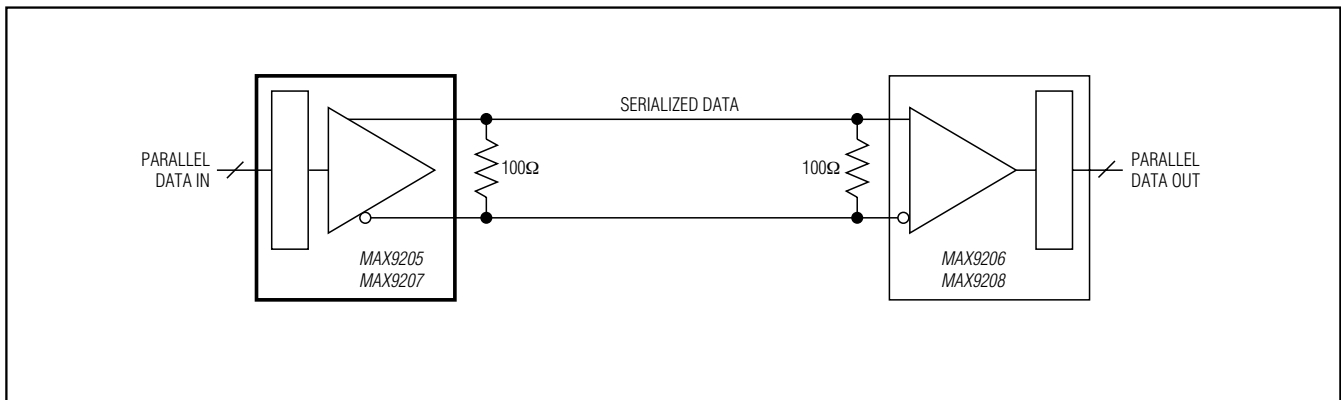 SERIALIZED DATA
PARALLEL
DATA IN
100Ω
100Ω
PARALLEL
DATA OUT
MAX9205
MAX9207
MAX9206
MAX9208